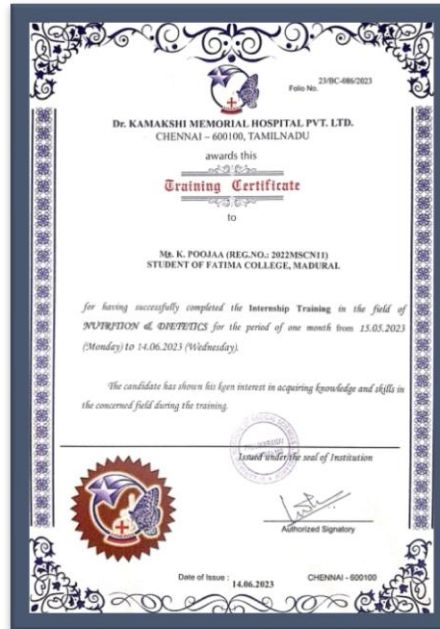 Folio No. 23/BC-086/2023
Dr. KAMAKSHI MEMORIAL HOSPITAL PVT. LTD.
CHENNAI – 600100, TAMILNADU
awards this
Training Certificate
to
Ms. K. POOJAA (REG.NO.: 2022MSCN11)
STUDENT OF FATIMA COLLEGE, MADURAI.
for having successfully completed the Internship Training in the field of
NUTRITION & DIETETICS for the period of one month from 15.05.2023
(Monday) to 14.06.2023 (Wednesday).
The candidate has shown his keen interest in acquiring knowledge and skills in
the concerned field during the training.
Issued under the seal of Institution
Authorized Signatory
Date of Issue : 14.06.2023
CHENNAI - 600100